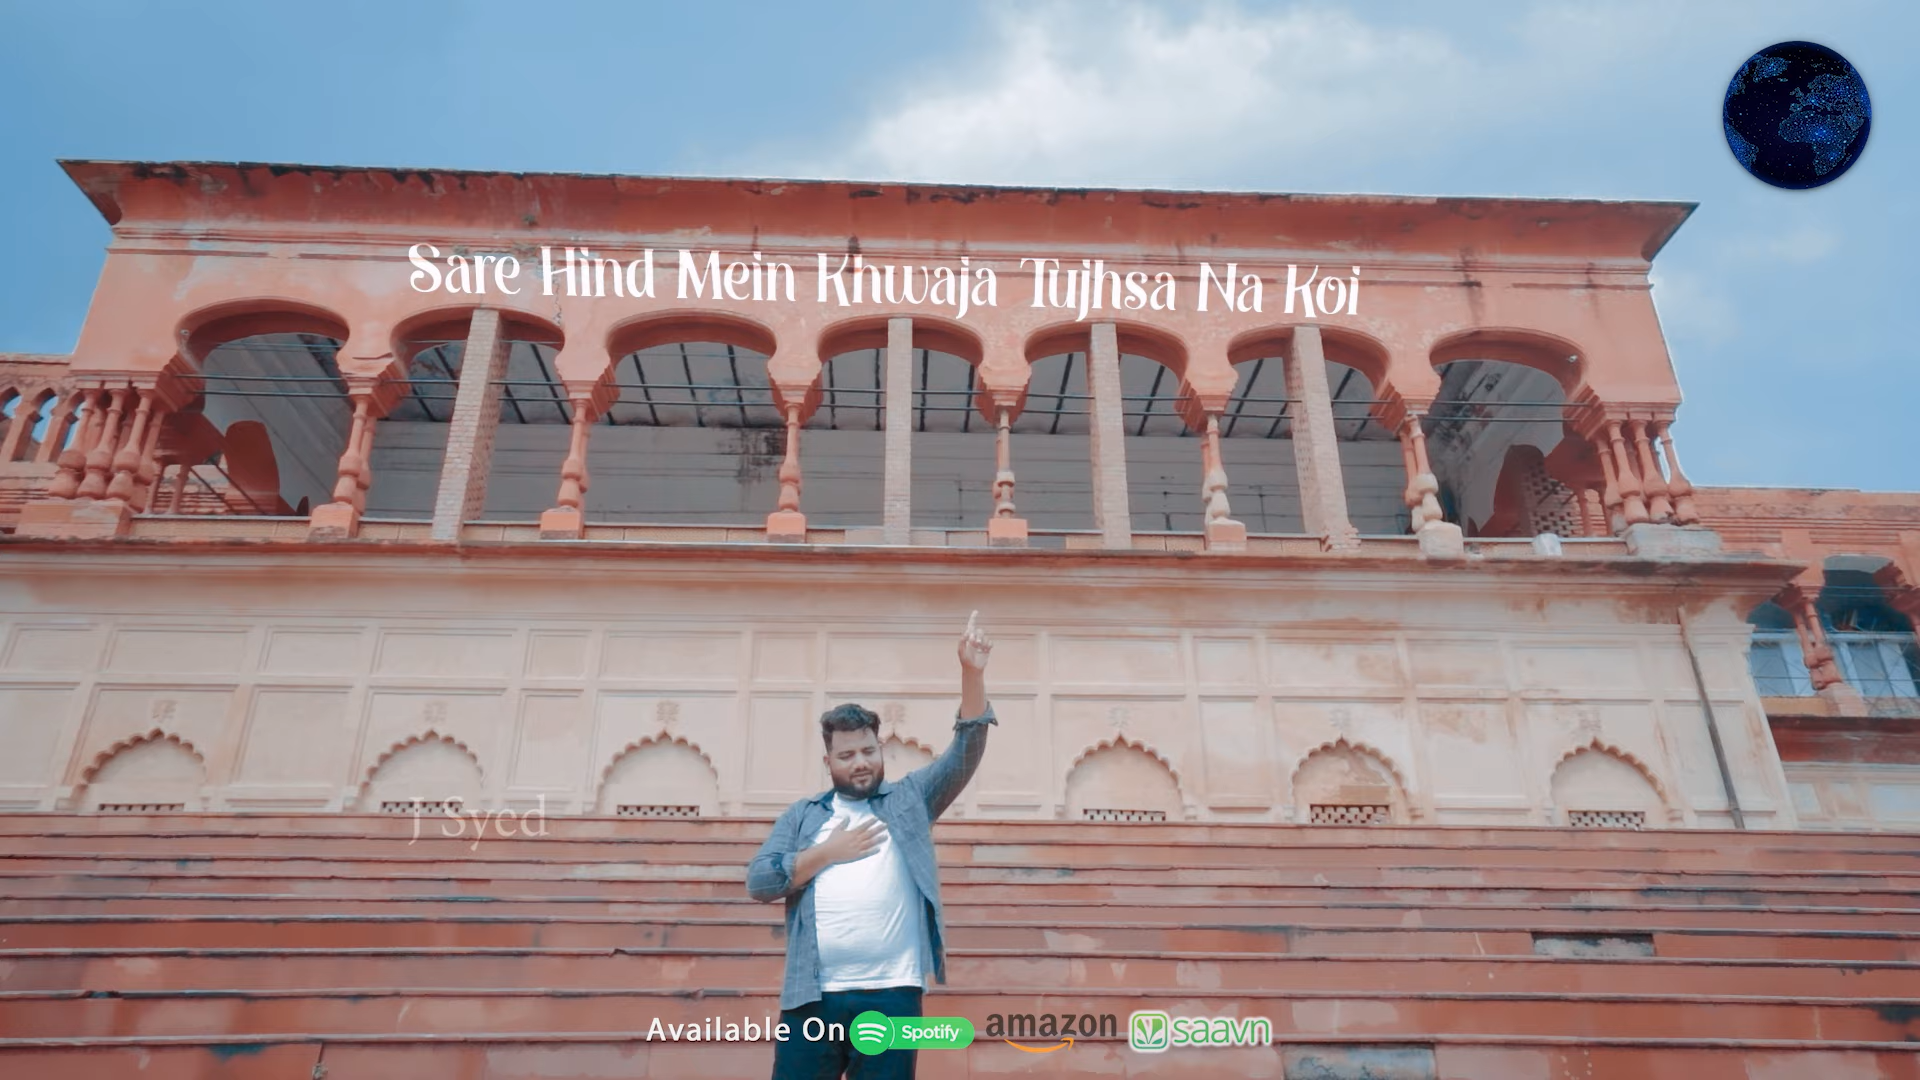 Sare Hind Mein Khwaja Tujhsa Na Koi
J Syed
Available On Spotify amazon saavn